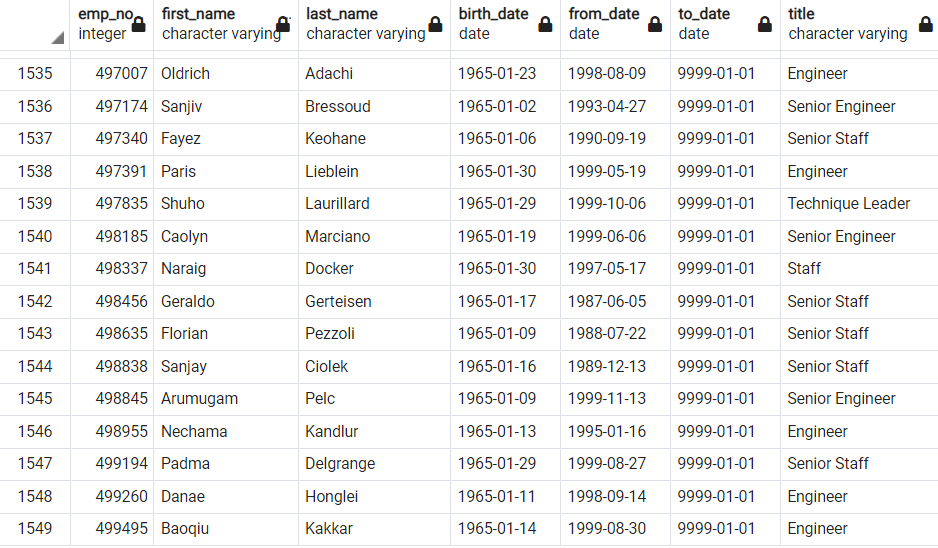 emp_no first_name last_name birth_date from_date to_date title
integer character varying character varying date date date character varying
1535 497007 Oldrich Adachi 1965-01-23 1998-08-09 9999-01-01 Engineer
1536 497174 Sanjiv Bressoud 1965-01-02 1993-04-27 9999-01-01 Senior Engineer
1537 497340 Fayez Keohane 1965-01-06 1990-09-19 9999-01-01 Senior Staff
1538 497391 Paris Lieblein 1965-01-30 1999-05-19 9999-01-01 Engineer
1539 497835 Shuho Laurillard 1965-01-29 1999-10-06 9999-01-01 Technique Leader
1540 498185 Caolyn Marciano 1965-01-19 1999-06-06 9999-01-01 Senior Engineer
1541 498337 Naraig Docker 1965-01-30 1997-05-17 9999-01-01 Staff
1542 498456 Geraldo Gerteisen 1965-01-17 1987-06-05 9999-01-01 Senior Staff
1543 498635 Florian Pezzoli 1965-01-09 1988-07-22 9999-01-01 Senior Staff
1544 498838 Sanjay Ciolek 1965-01-16 1989-12-13 9999-01-01 Senior Staff
1545 498845 Arumugam Pelc 1965-01-09 1999-11-13 9999-01-01 Senior Engineer
1546 498955 Nechama Kandlur 1965-01-13 1995-01-16 9999-01-01 Engineer
1547 499194 Padma Delgrange 1965-01-29 1999-08-27 9999-01-01 Senior Staff
1548 499260 Danae Honglei 1965-01-11 1998-09-14 9999-01-01 Engineer
1549 499495 Baoqiu Kakkar 1965-01-14 1999-08-30 9999-01-01 Engineer